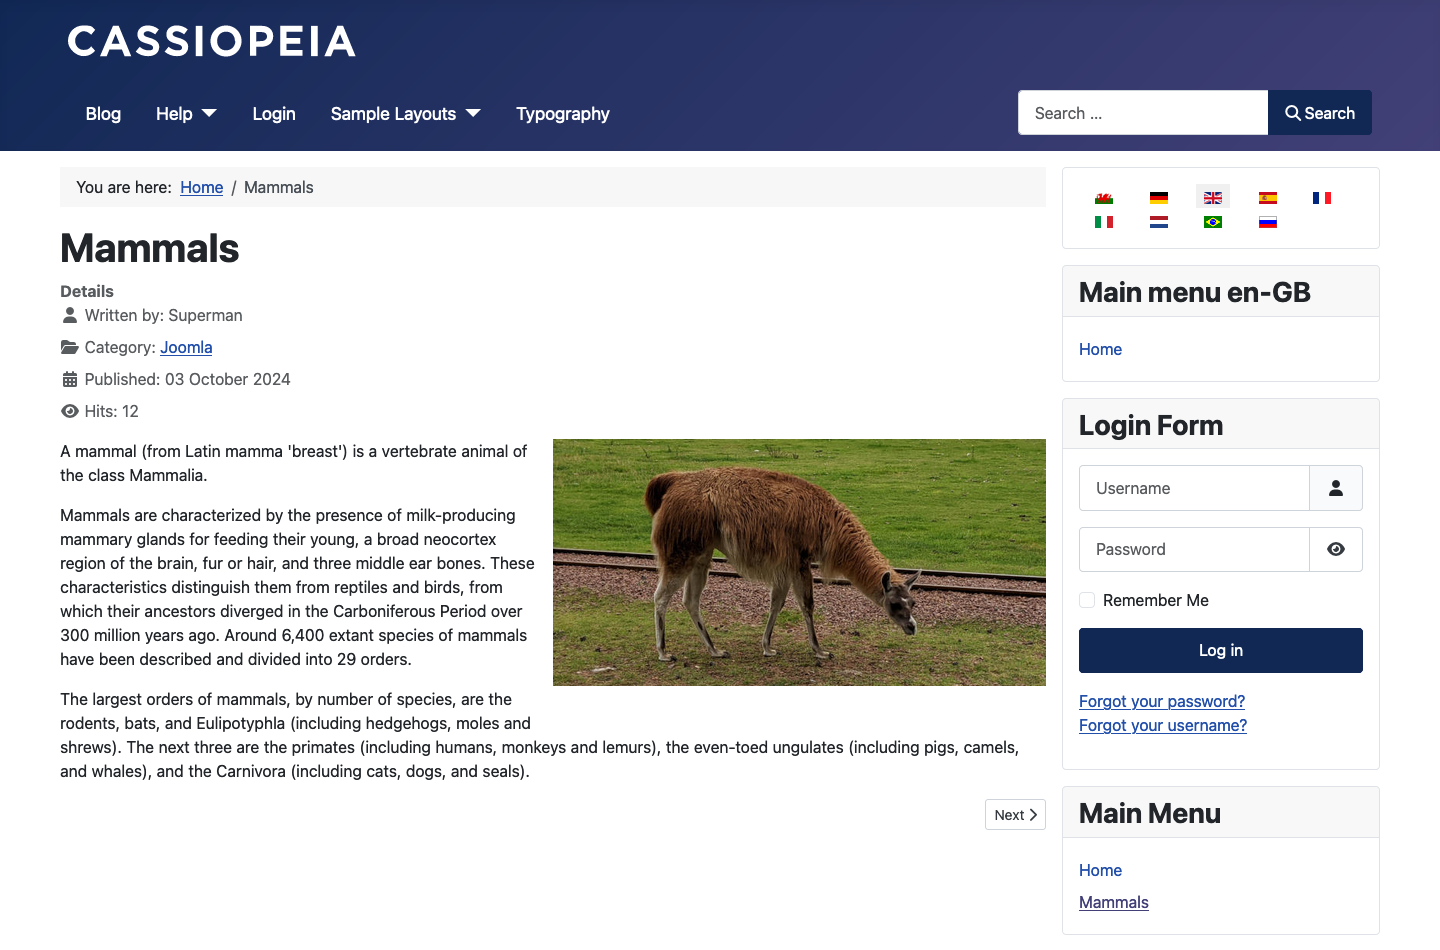 CASSIOPEIA
Blog Help Login Sample Layouts Typography
Search ...
Search
You are here: Home / Mammals
Mammals
Details
Written by: Superman
Category: Joomla
Published: 03 October 2024
Hits: 12
A mammal (from Latin mamma 'breast') is a vertebrate animal of
the class Mammalia.
Mammals are characterized by the presence of milk-producing
mammary glands for feeding their young, a broad neocortex
region of the brain, fur or hair, and three middle ear bones. These
characteristics distinguish them from reptiles and birds, from
which their ancestors diverged in the Carboniferous Period over
300 million years ago. Around 6,400 extant species of mammals
have been described and divided into 29 orders.
The largest orders of mammals, by number of species, are the
rodents, bats, and Eulipotyphla (including hedgehogs, moles and
shrews). The next three are the primates (including humans, monkeys and lemurs), the even-toed ungulates (including pigs, camels,
and whales), and the Carnivora (including cats, dogs, and seals).
Next
Main menu en-GB
Home
Login Form
Username
Password
Remember Me
Log in
Forgot your password?
Forgot your username?
Main Menu
Home
Mammals